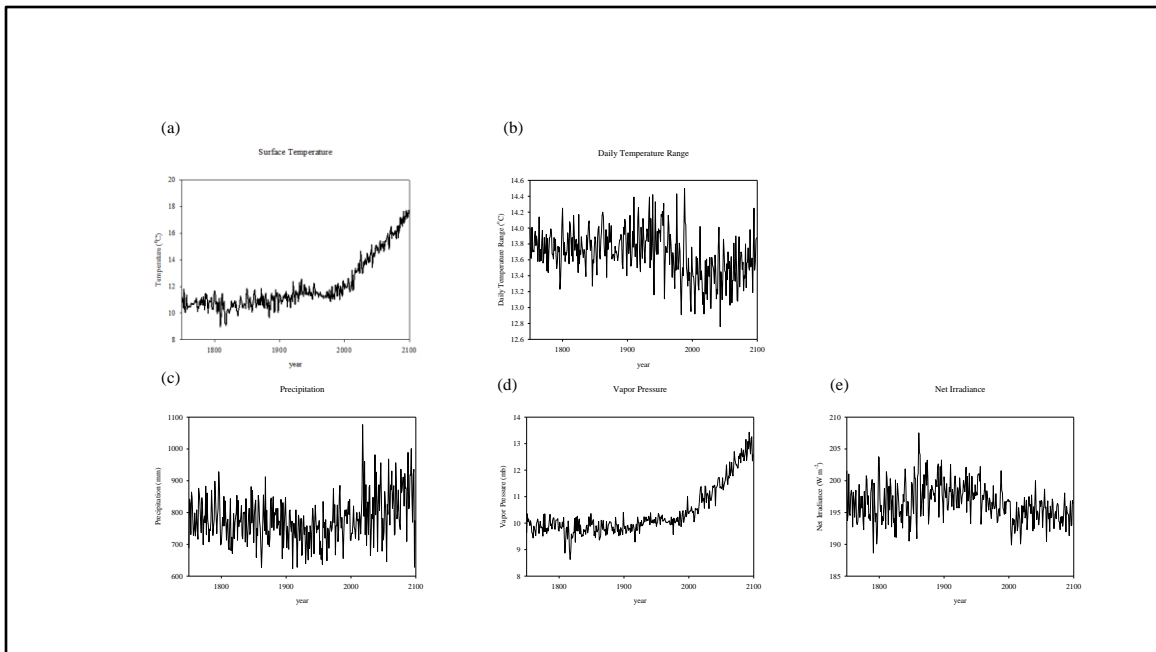 (a)
Surface Temperature
Temperature (⁰C)
20
18
16
14
12
10
8
1800
1900
2000
2100
year
(b)
Daily Temperature Range
Daily Temperature Range (⁰C)
14.6
14.4
14.2
14.0
13.8
13.6
13.4
13.2
13.0
12.8
12.6
1800
1900
2000
2100
year
(c)
Precipitation
Precipitation (mm)
1100
1000
900
800
700
600
1800
1900
2000
2100
year
(d)
Vapor Pressure
Vapor Pressure (mb)
14
13
12
11
10
9
8
1800
1900
2000
2100
year
(e)
Net Irradiance
Net Irradiance (W m⁻²)
210
205
200
195
190
185
1800
1900
2000
2100
year